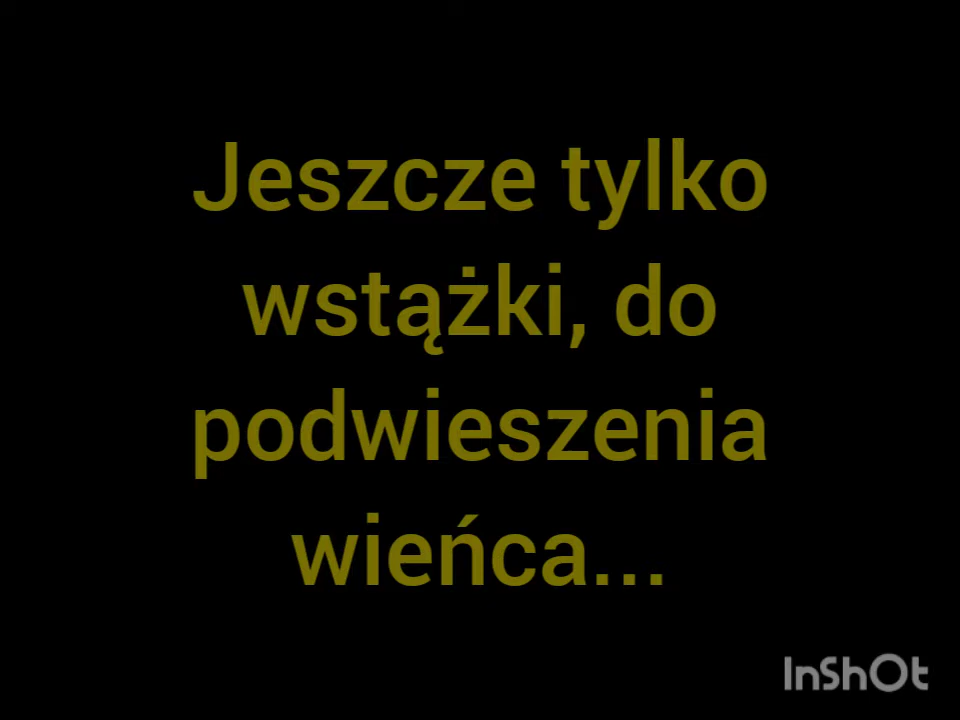 Jeszcze tylko
wstążki, do
podwieszenia
wieńca...
InShOt